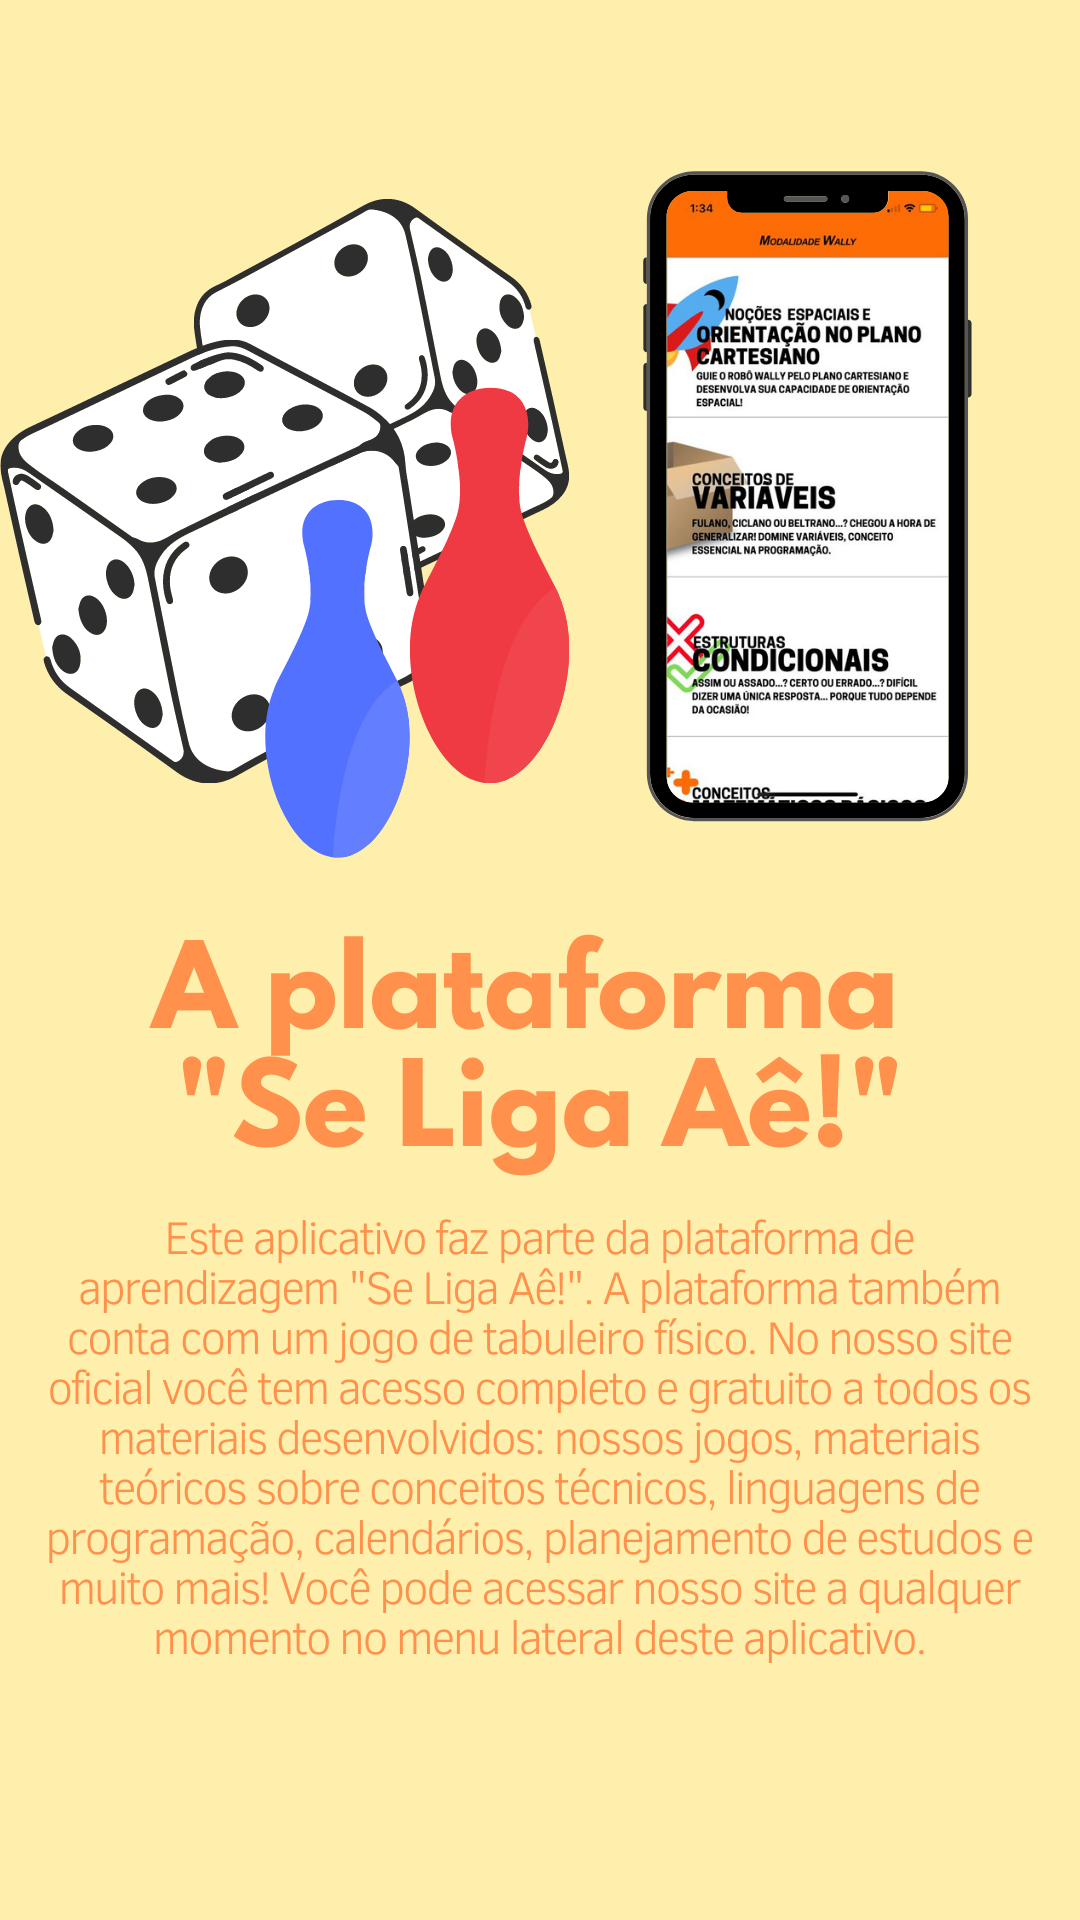 1:34
Modalidade Wally
NOÇÕES ESPACIAIS E
ORIENTAÇÃO NO PLANO
CARTESIANO
GUIE O ROBÔ WALLY PELO PLANO CARTESIANO E
DESENVOLVA SUA CAPACIDADE DE ORIENTAÇÃO
ESPACIAL!
CONCEITOS DE
VARIÁVEIS
FULANO, CICLANO OU BELTRANO...? CHEGOU A HORA DE
GENERALIZAR! DOMINE VARIÁVEIS, CONCEITO
ESSENCIAL NA PROGRAMAÇÃO.
ESTRUTURAS
CONDICIONAIS
ASSIM OU ASSADO...? CERTO OU ERRADO...? DIFÍCIL
DIZER UMA ÚNICA RESPOSTA... PORQUE TUDO DEPENDE
DA OCASIÃO!
CONCEITOS
MATEMÁTICOS BÁSICOS
A plataforma
"Se Liga Aê!"
Este aplicativo faz parte da plataforma de
aprendizagem "Se Liga Aê!". A plataforma também
conta com um jogo de tabuleiro físico. No nosso site
oficial você tem acesso completo e gratuito a todos os
materiais desenvolvidos: nossos jogos, materiais
teóricos sobre conceitos técnicos, linguagens de
programação, calendários, planejamento de estudos e
muito mais! Você pode acessar nosso site a qualquer
momento no menu lateral deste aplicativo.